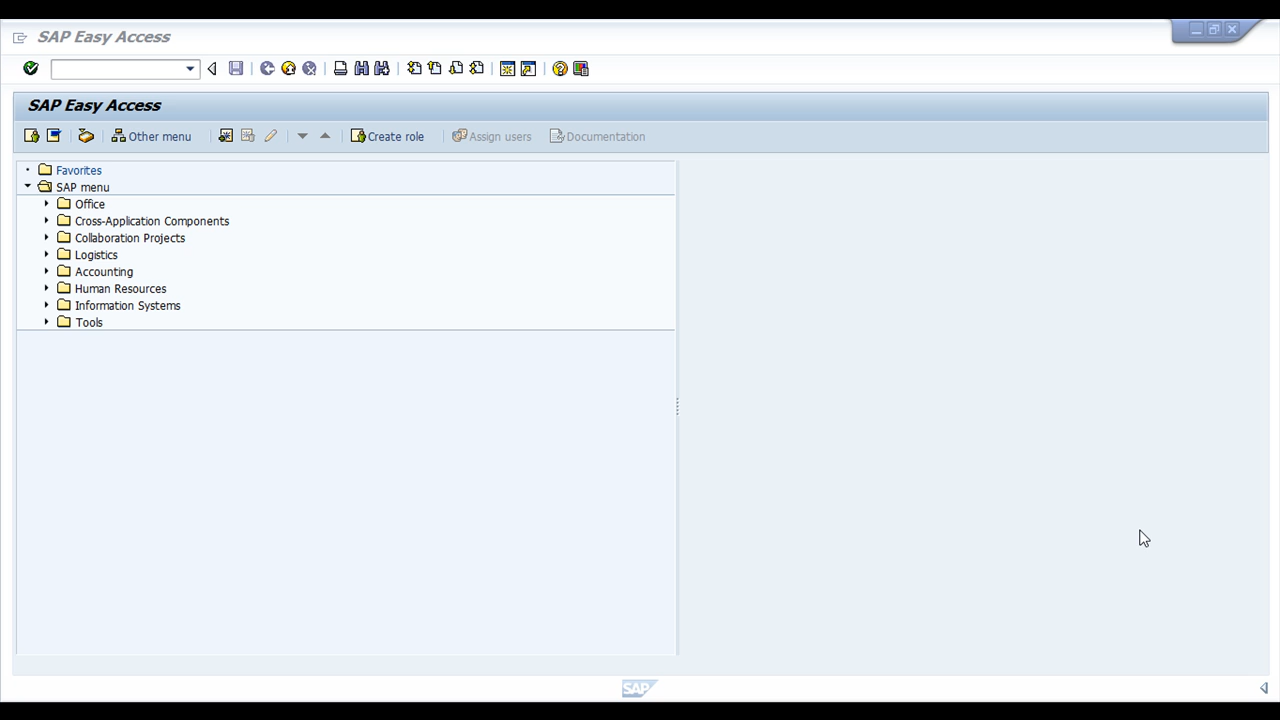 SAP Easy Access
SAP Easy Access
Other menu Create role Assign users Documentation
Favorites
SAP menu
Office
Cross-Application Components
Collaboration Projects
Logistics
Accounting
Human Resources
Information Systems
Tools
SAP